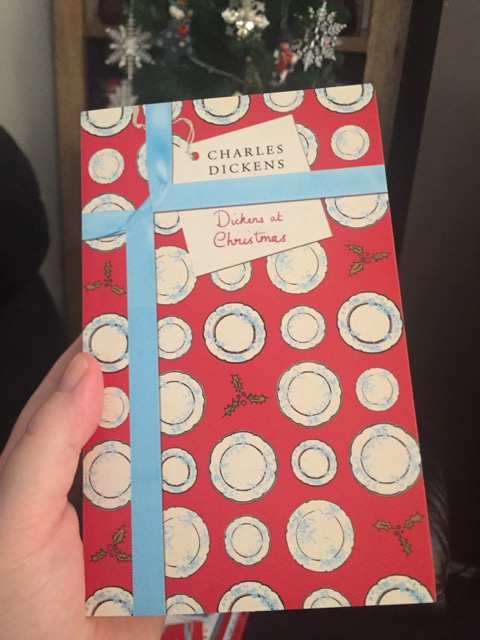 CHARLES
DICKENS
Dickens at
Christmas